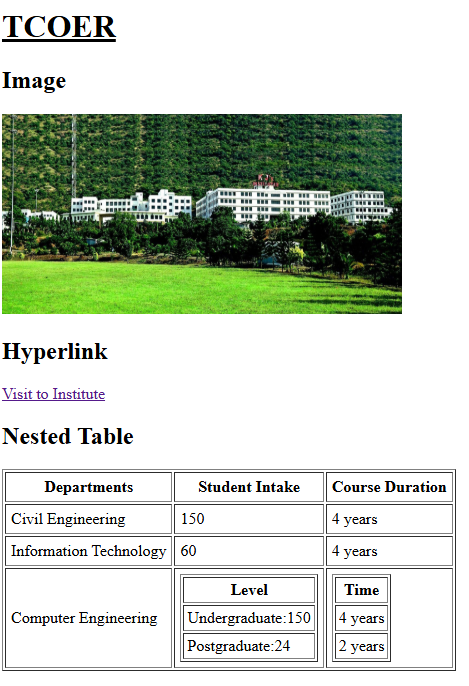 TCOER
Image
Hyperlink
Visit to Institute
Nested Table
Departments Student Intake Course Duration
Civil Engineering 150 4 years
Information Technology 60 4 years
Computer Engineering
Level
Undergraduate:150
Postgraduate:24
Time
4 years
2 years